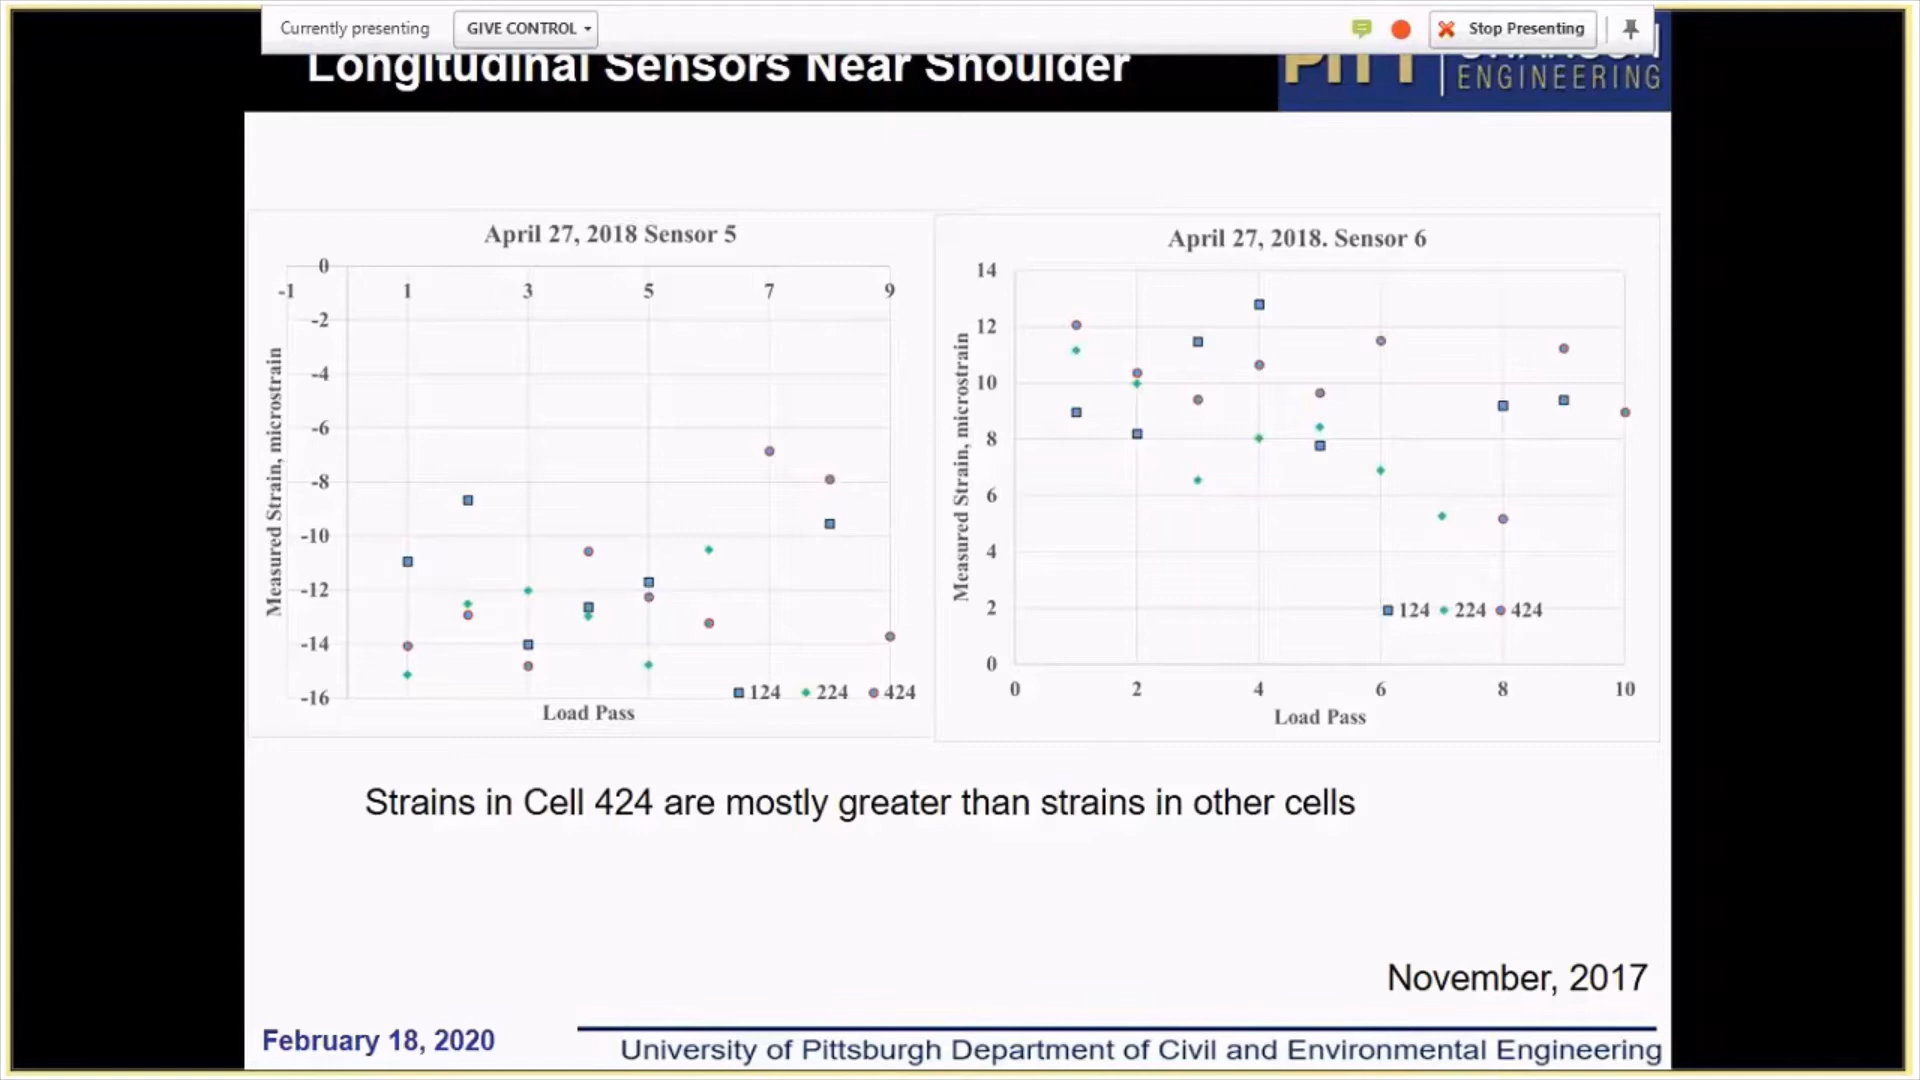 Currently presenting
GIVE CONTROL
Stop Presenting
Longitudinal Sensors Near Shoulder
PITT
ENGINEERING
April 27, 2018 Sensor 5
0
-1 1 3 5 7 9
-2
-4
-6
-8
-10
-12
-14
-16
Measured Strain, microstrain
124 224 424
Load Pass
April 27, 2018. Sensor 6
14
12
10
8
6
4
2
0
Measured Strain, microstrain
124 224 424
0 2 4 6 8 10
Load Pass
Strains in Cell 424 are mostly greater than strains in other cells
November, 2017
February 18, 2020
University of Pittsburgh Department of Civil and Environmental Engineering